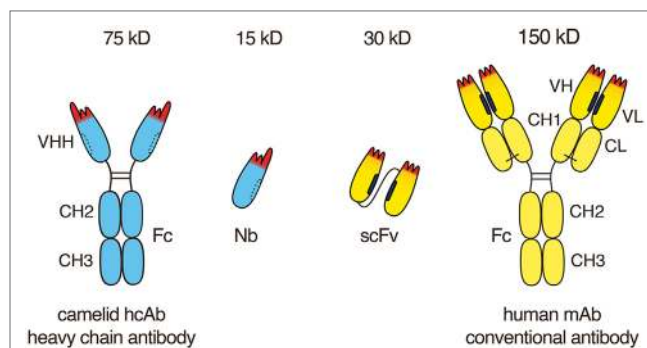 75 kD 15 kD 30 kD 150 kD
VH
VHH CH1 VL
CL
CH2 CH2
Fc Nb scFv Fc
CH3 CH3
camelid hcAb human mAb
heavy chain antibody conventional antibody